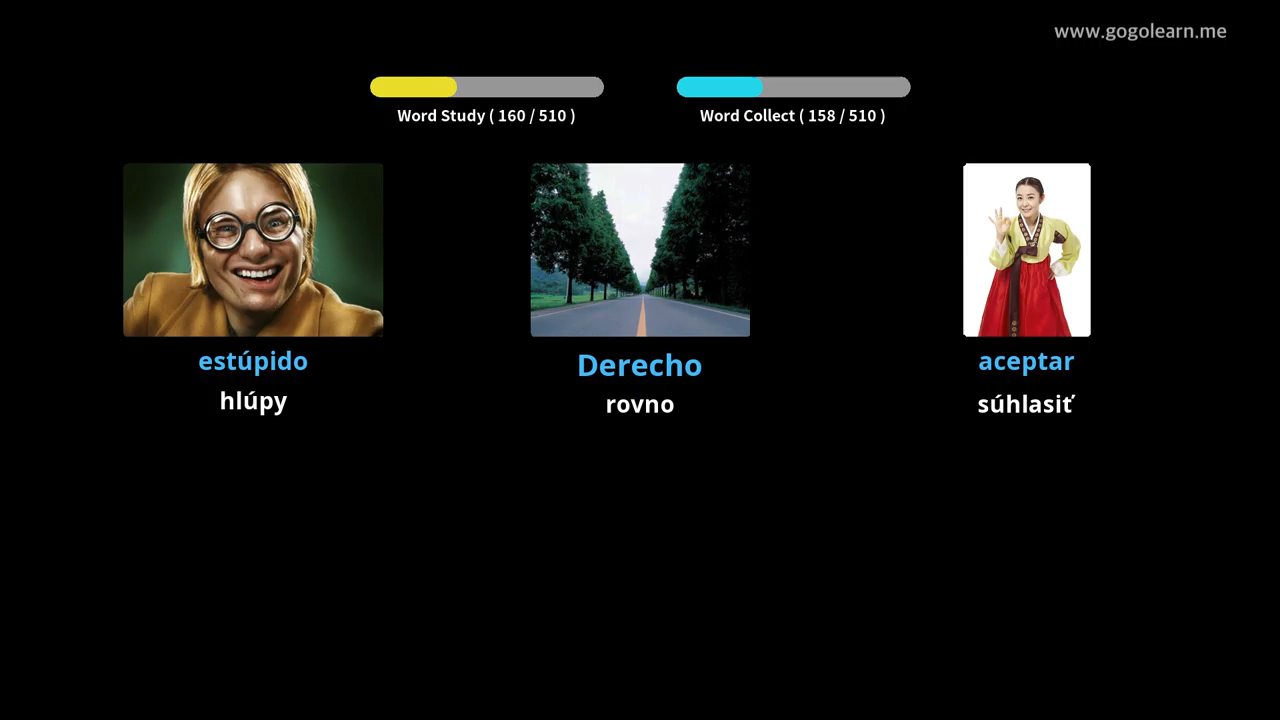 www.gogolearn.me
Word Study ( 160 / 510 )
Word Collect ( 158 / 510 )
estúpido
hlúpy
Derecho
rovno
aceptar
súhlasiť